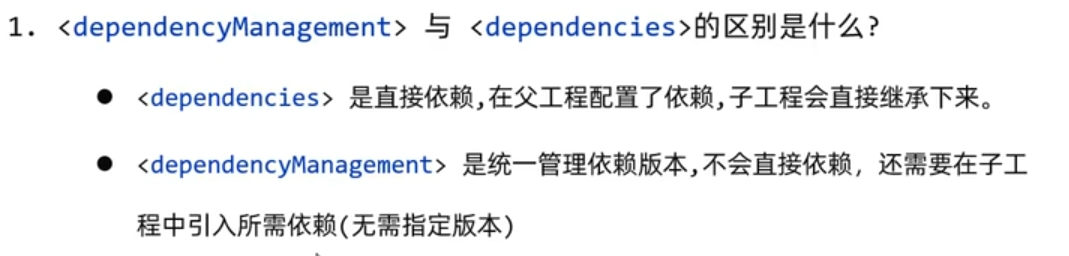 1. <dependencyManagement> 与 <dependencies>的区别是什么?
● <dependencies> 是直接依赖,在父工程配置了依赖,子工程会直接继承下来。
● <dependencyManagement> 是统一管理依赖版本,不会直接依赖，还需要在子工
程中引入所需依赖(无需指定版本)